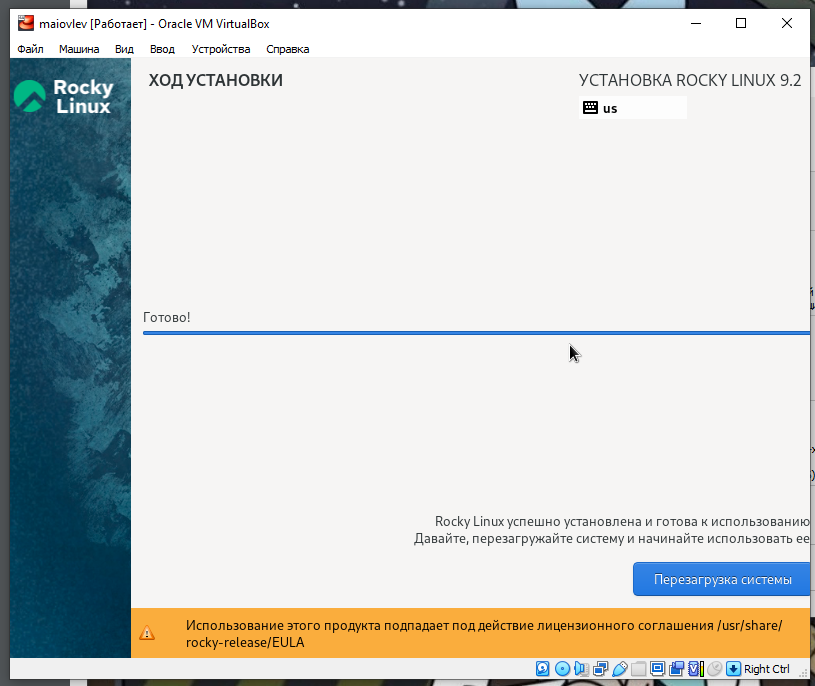 maiovlev [Работает] - Oracle VM VirtualBox
Файл Машина Вид Ввод Устройства Справка
Rocky
Linux
ХОД УСТАНОВКИ
УСТАНОВКА ROCKY LINUX 9.2
us
Готово!
Rocky Linux успешно установлена и готова к использованию
Давайте, перезагружайте систему и начинайте использовать ее
Перезагрузка системы
Использование этого продукта подпадает под действие лицензионного соглашения /usr/share/
rocky-release/EULA
Right Ctrl